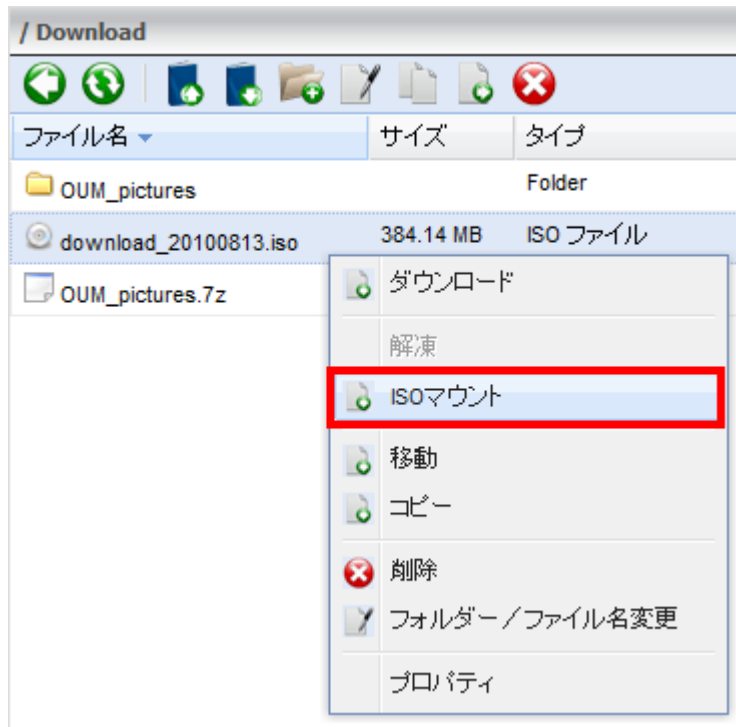 / Download
ファイル名 サイズ タイプ
OUM_pictures Folder
download_20100813.iso 384.14 MB ISO ファイル
OUM_pictures.7z
ダウンロード
解凍
ISOマウント
移動
コピー
削除
フォルダー／ファイル名変更
プロパティ